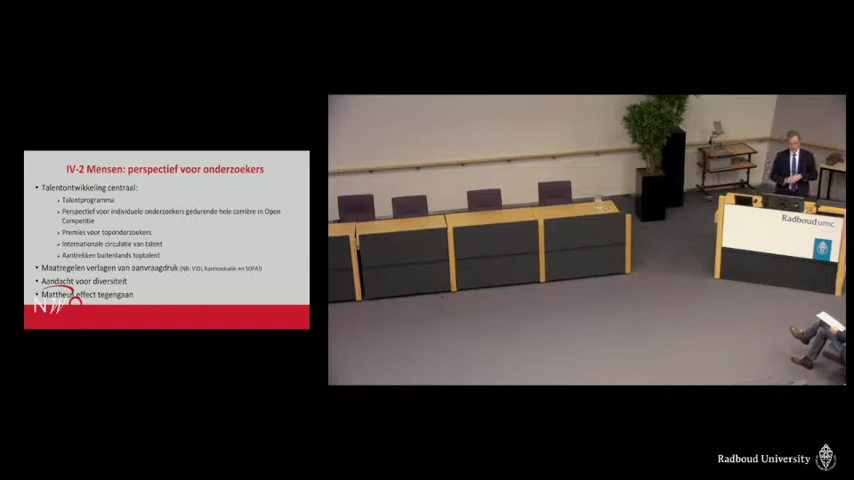 IV-2 Mensen: perspectief voor onderzoekers
• Talentontwikkeling centraal:
➢ Talentprogramma
➢ Perspectief voor individuele onderzoekers gedurende hele carrière in Open
Competitie
➢ Premies voor toponderzoekers
➢ Internationale circulatie van talent
➢ Aantrekken buitenlands toptalent
• Maatregelen verlagen van aanvraagdruk (NB: VIDI, harmonisatie en SOFA!)
• Aandacht voor diversiteit
• Mattheus effect tegengaan
NWO
Radboudumc
Radboud University